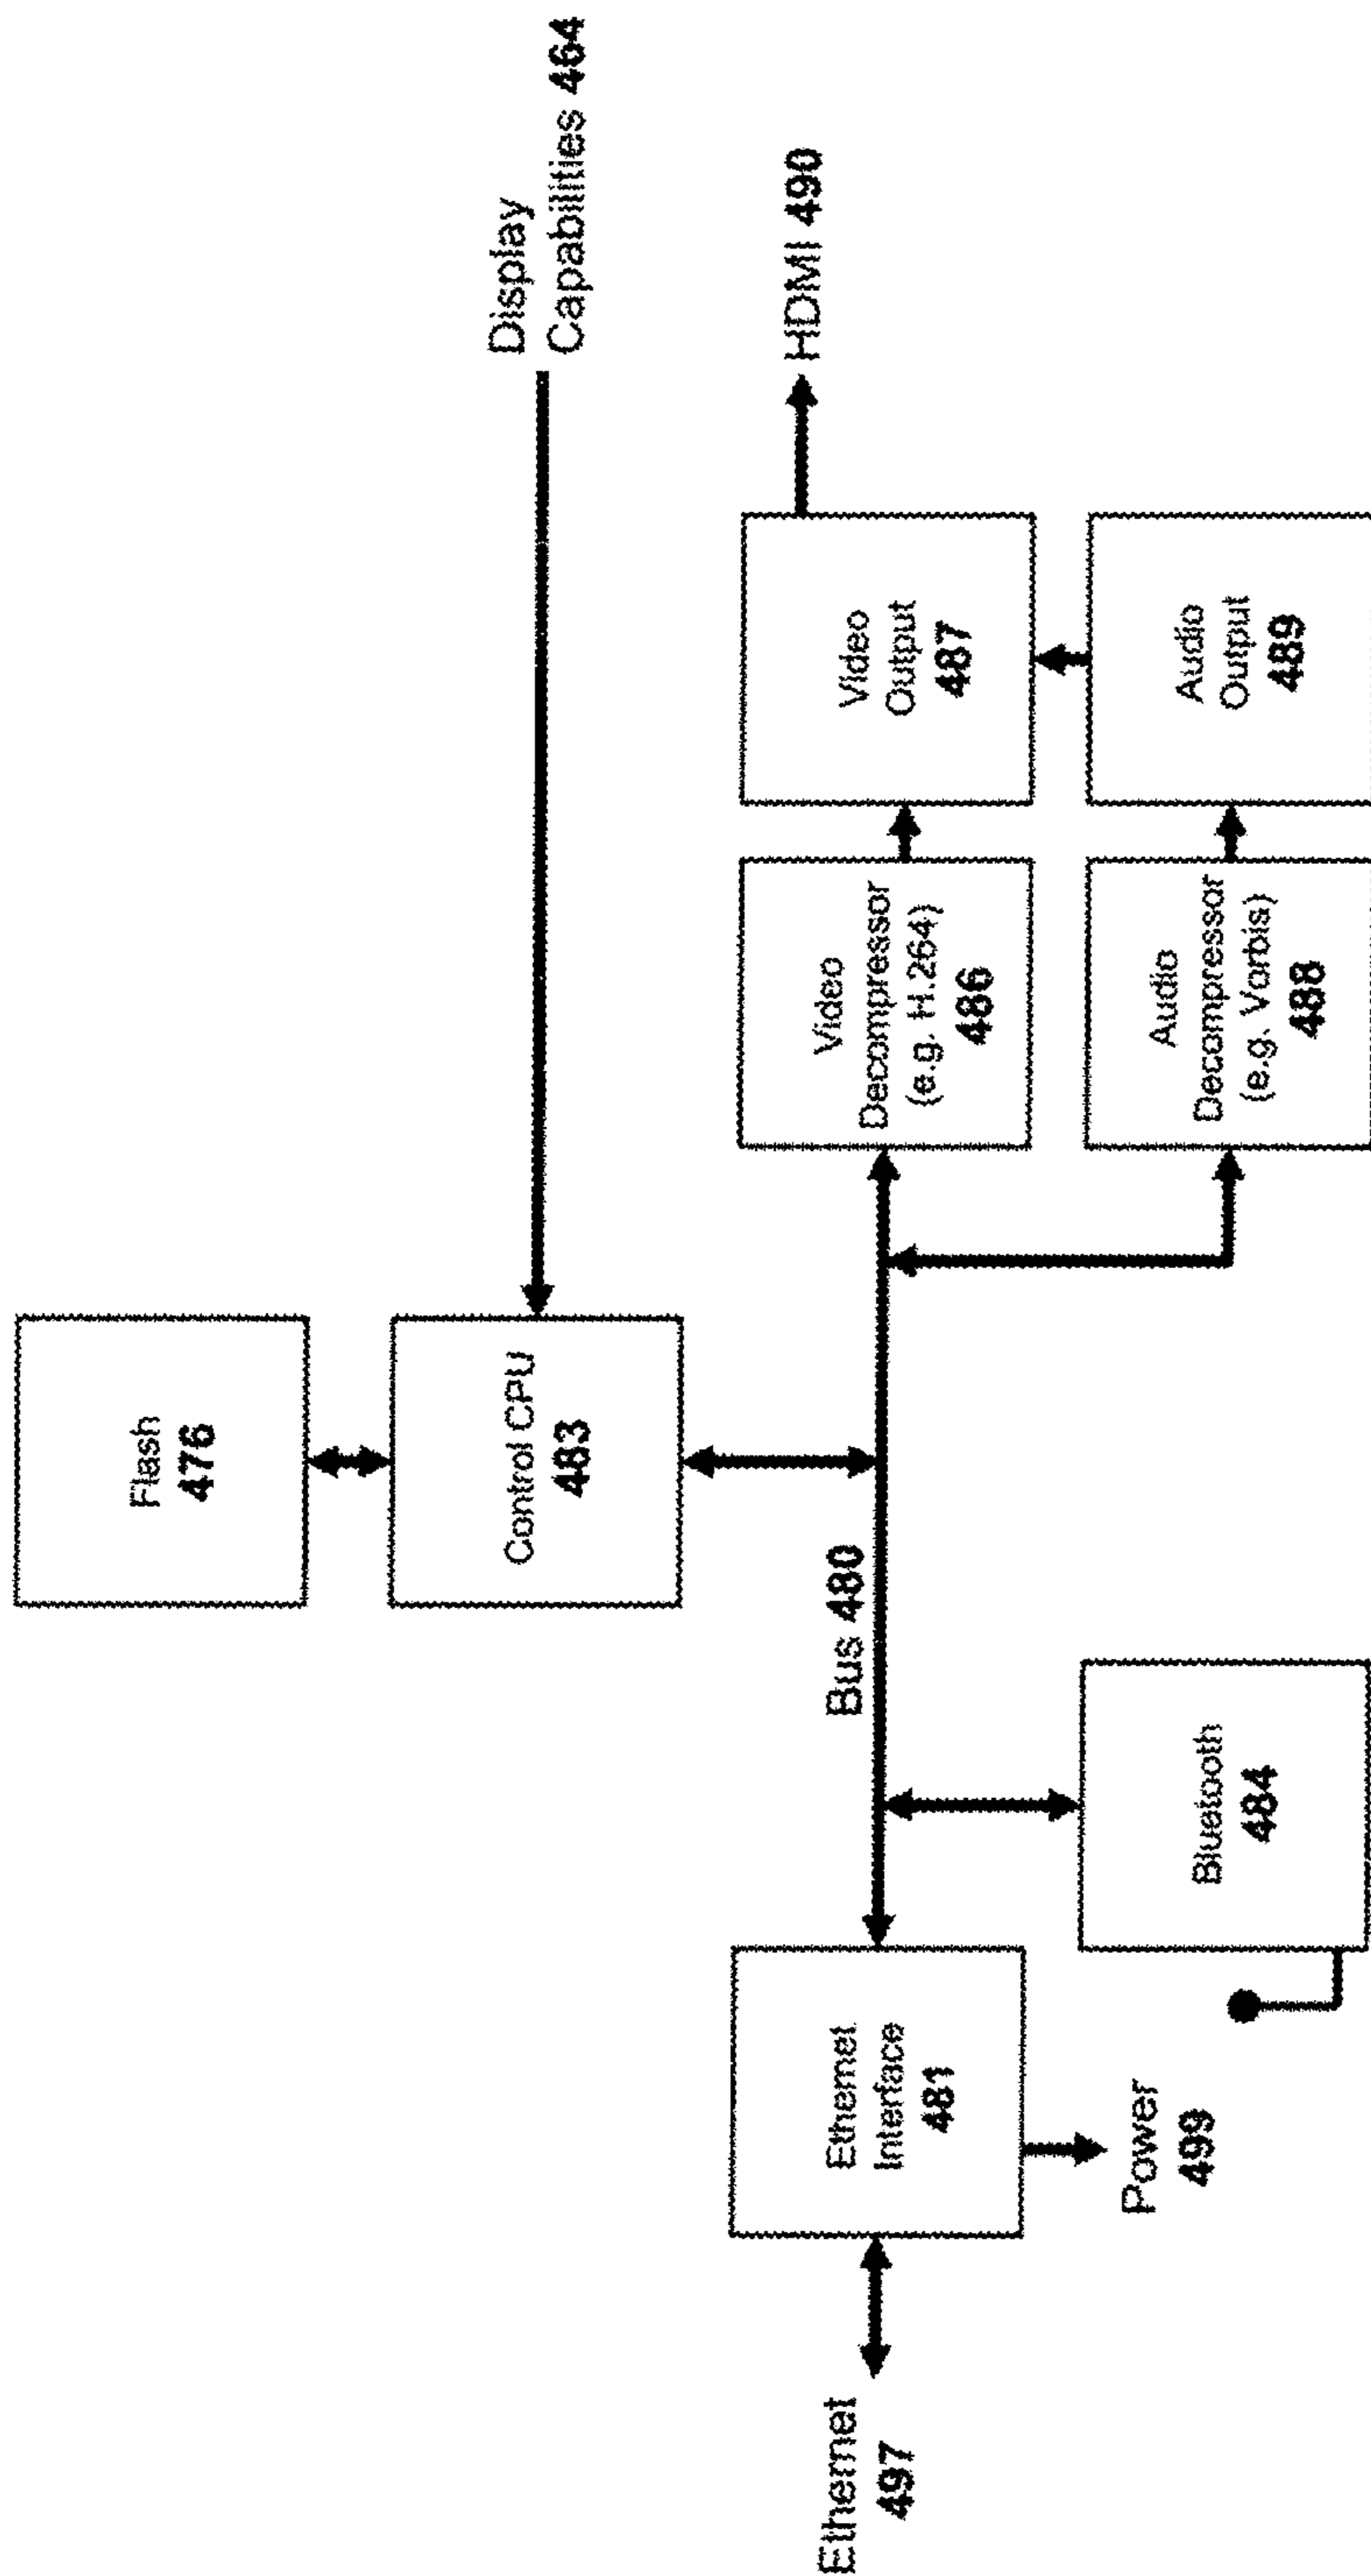 Display
Capabilities 464
Flash
476
Control CPU
483
HDMI 490
Bus 480
Video
Decompressor
(e.g. H.264)
486
Video
Output
487
Audio
Decompressor
(e.g. Vorbis)
488
Audio
Output
489
Ethernet
497
Ethernet
Interface
481
Power
499
Bluetooth
484